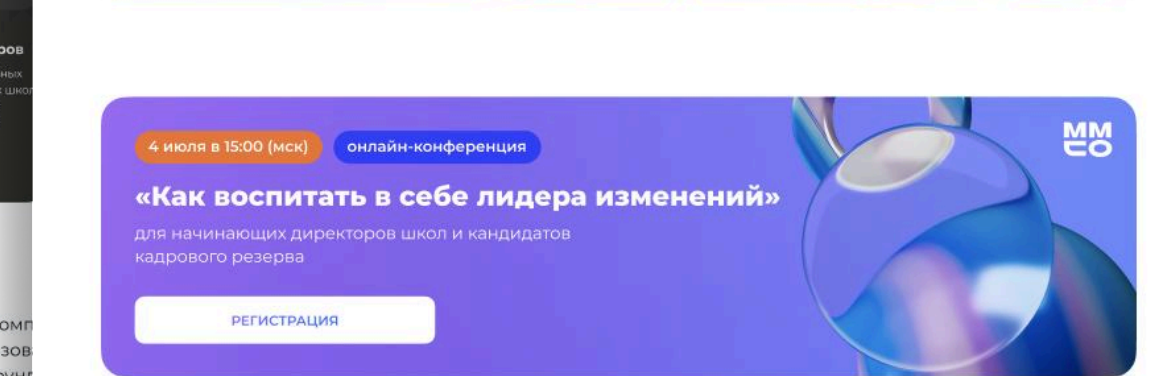 4 июля в 15:00 (мск)
онлайн-конференция
ММ
СО
«Как воспитать в себе лидера изменений»
для начинающих директоров школ и кандидатов
кадрового резерва
РЕГИСТРАЦИЯ